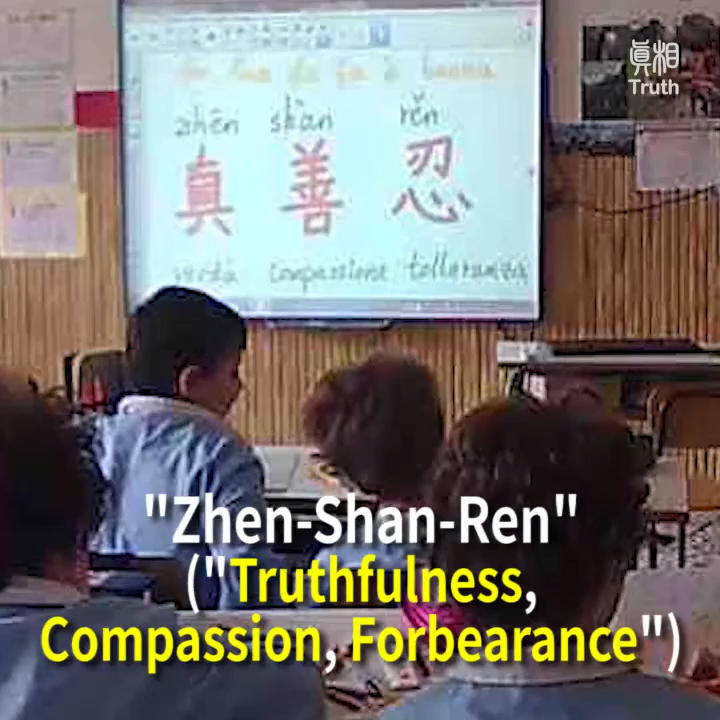 真相
Truth
zhēn shàn rěn
真 善 忍
verità compassione tolleranza
"Zhen-Shan-Ren"
("Truthfulness,
Compassion, Forbearance")